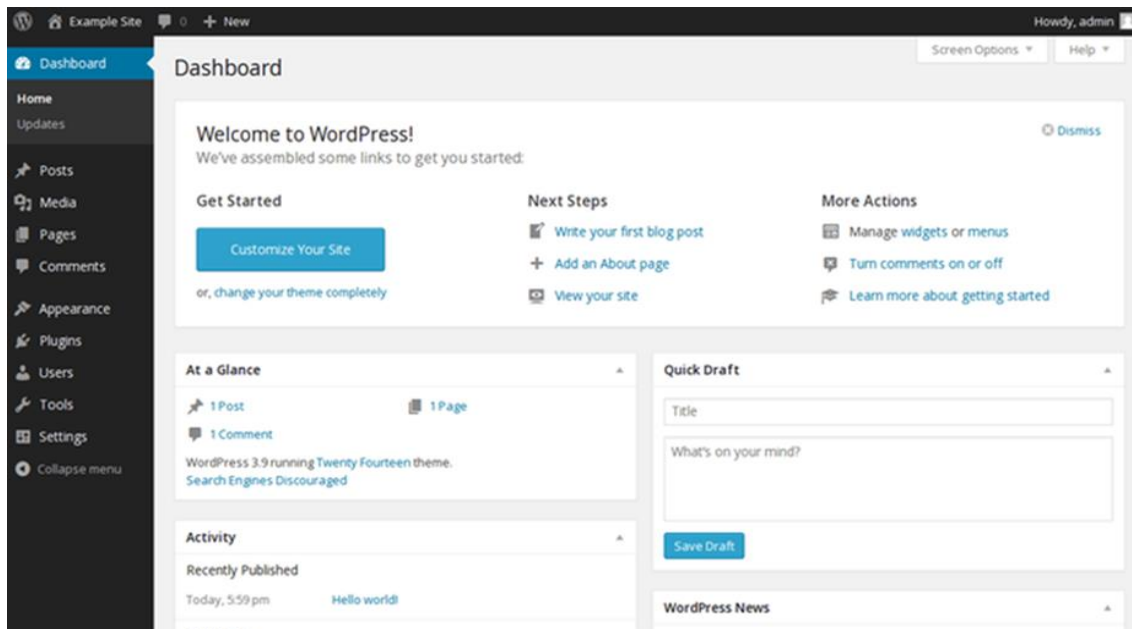 Example Site 0 + New Howdy, admin
Screen Options Help
Dashboard
Home
Updates
Posts
Media
Pages
Comments
Appearance
Plugins
Users
Tools
Settings
Collapse menu
Dashboard
Welcome to WordPress!
We've assembled some links to get you started:
Dismiss
Get Started
Customize Your Site
or, change your theme completely
Next Steps
Write your first blog post
Add an About page
View your site
More Actions
Manage widgets or menus
Turn comments on or off
Learn more about getting started
At a Glance
1 Post
1 Page
1 Comment
WordPress 3.9 running Twenty Fourteen theme.
Search Engines Discouraged
Activity
Recently Published
Today, 5:59 pm Hello world!
Quick Draft
Title
What's on your mind?
Save Draft
WordPress News